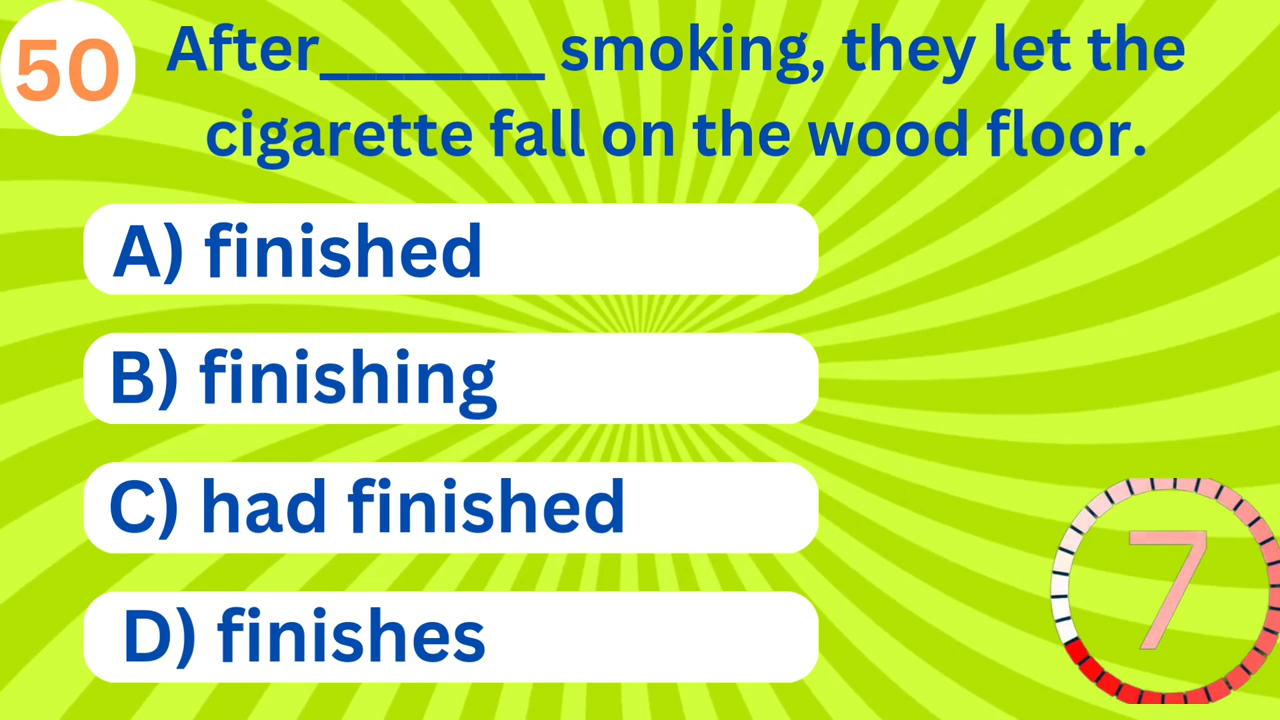 50
After_______ smoking, they let the
cigarette fall on the wood floor.
A) finished
B) finishing
C) had finished
D) finishes
7